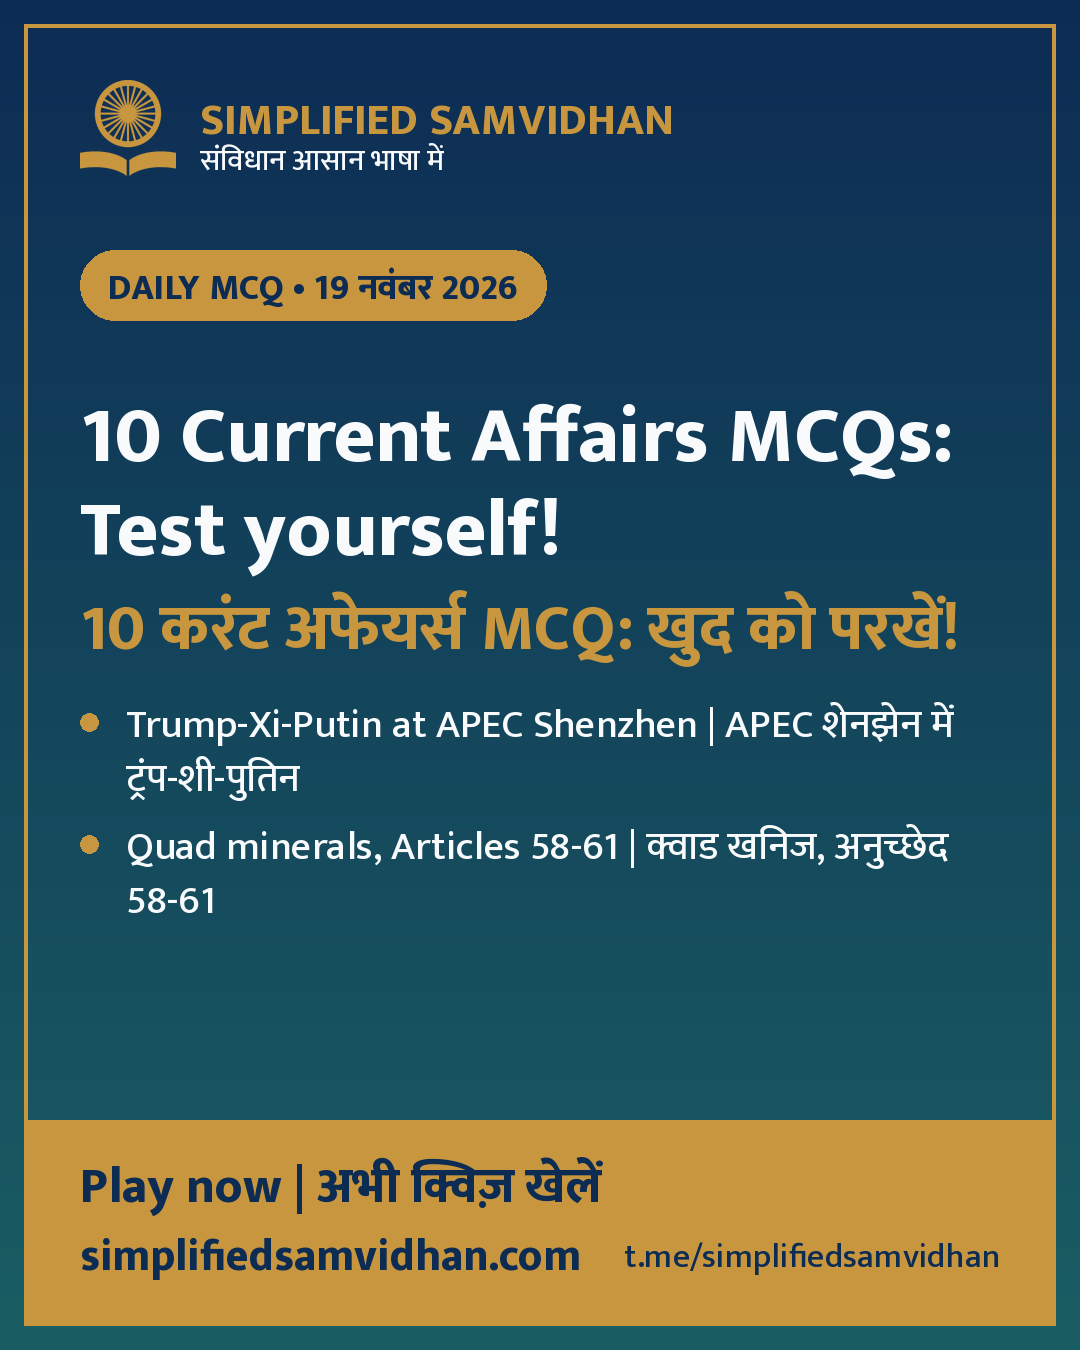 SIMPLIFIED SAMVIDHAN
संविधान आसान भाषा में
DAILY MCQ • 19 नवंबर 2026
10 Current Affairs MCQs:
Test yourself!
10 करंट अफेयर्स MCQ: खुद को परखें!
Trump-Xi-Putin at APEC Shenzhen | APEC शेनझेन में
ट्रंप-शी-पुतिन
Quad minerals, Articles 58-61 | क्वाड खनिज, अनुच्छेद
58-61
Play now | अभी क्विज़ खेलें
simplifiedsamvidhan.com t.me/simplifiedsamvidhan